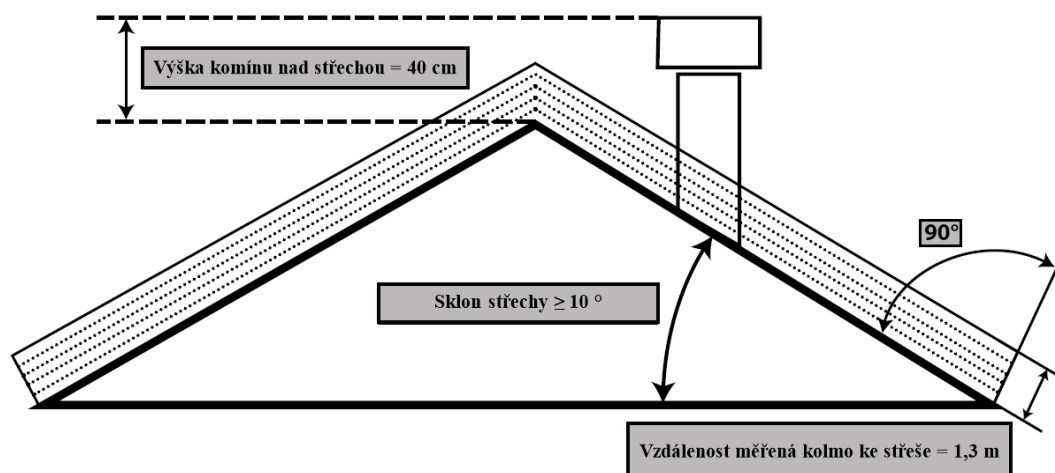 Výška komínu nad střechou = 40 cm
90°
Sklon střechy ≥ 10 °
Vzdálenost měřená kolmo ke střeše = 1,3 m